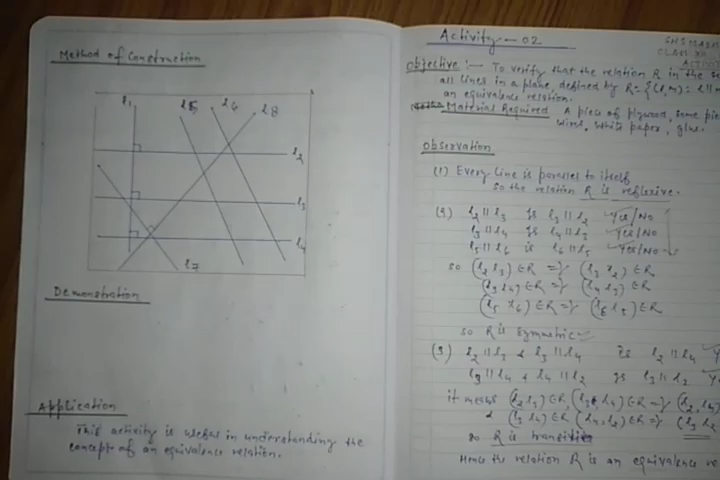 Method of Construction
l1
l5
l6
l8
l2
l3
l4
l7
Demonstration
Application
This activity is useful in understanding the
concept of an equivalence relation.
Activity - 02
Objective :- To verify that the relation R in the
all lines in a plane, defined by R = {(l, m) : l || m
an equivalence relation.
Material Required A piece of plywood, some
wires, white paper, glue.
Observation
(1) Every line is parallel to itself
so the relation R is reflexive.
(2) l2 || l3 is l3 || l2 Yes/No
l3 || l4 is l4 || l3 Yes/No
l5 || l6 is l6 || l5 Yes/No
so (l2 l3) ∈ R => (l3 l2) ∈ R
(l3 l4) ∈ R => (l4 l3) ∈ R
(l5 l6) ∈ R => (l6 l5) ∈ R
so R is symmetric
(3) l2 || l3 & l3 || l4 is l2 || l4
l3 || l4 & l4 || l2 is l3 || l2
it means (l2 l3) ∈ R, (l3 l4) ∈ R => (l2, l4)
& (l3 l4) ∈ R (l4, l2) ∈ R => (l3 l2
so R is transitive
Hence the relation R is an equivalence